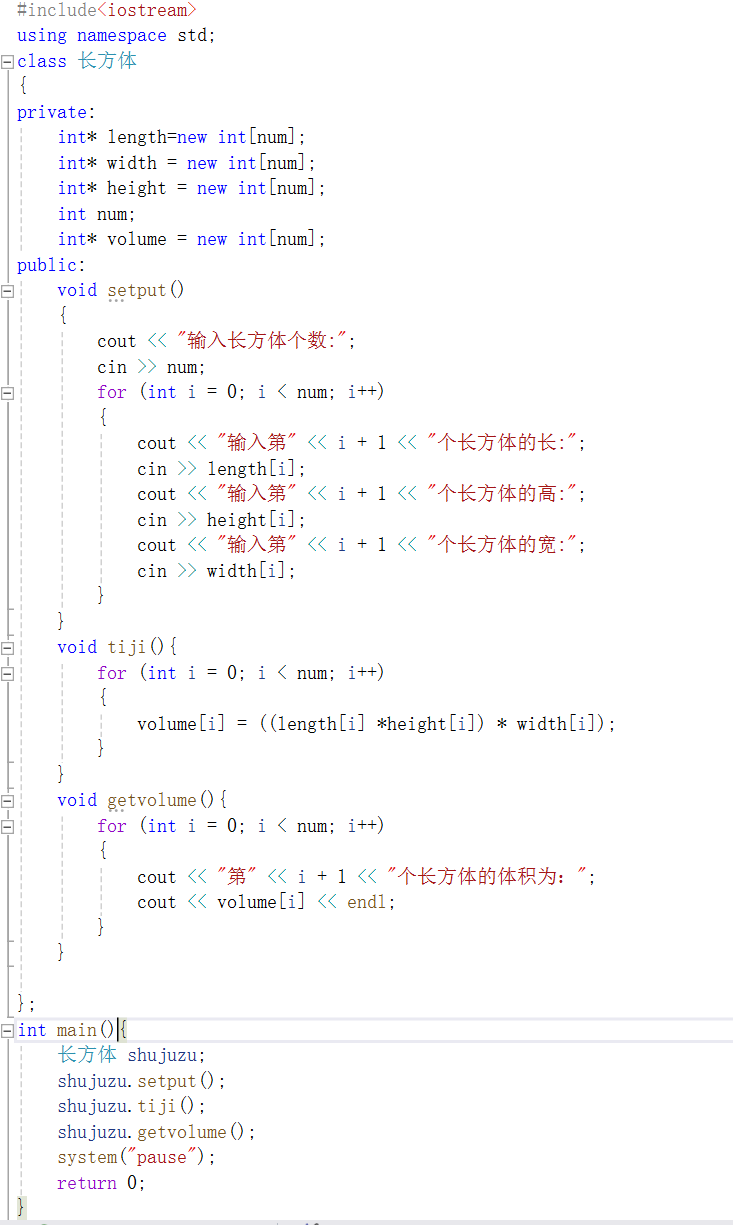 #include<iostream>
using namespace std;
class 长方体
{
private:
    int* length=new int[num];
    int* width = new int[num];
    int* height = new int[num];
    int num;
    int* volume = new int[num];
public:
    void setput()
    {
        cout << "输入长方体个数:";
        cin >> num;
        for (int i = 0; i < num; i++)
        {
            cout << "输入第" << i + 1 << "个长方体的长:";
            cin >> length[i];
            cout << "输入第" << i + 1 << "个长方体的高:";
            cin >> height[i];
            cout << "输入第" << i + 1 << "个长方体的宽:";
            cin >> width[i];
        }
    }
    void tiji(){
        for (int i = 0; i < num; i++)
        {
            volume[i] = ((length[i] *height[i]) * width[i]);
        }
    }
    void getvolume(){
        for (int i = 0; i < num; i++)
        {
            cout << "第" << i + 1 << "个长方体的体积为：";
            cout << volume[i] << endl;
        }
    }
};
int main(){
    长方体 shujuzu;
    shujuzu.setput();
    shujuzu.tiji();
    shujuzu.getvolume();
    system("pause");
    return 0;
}